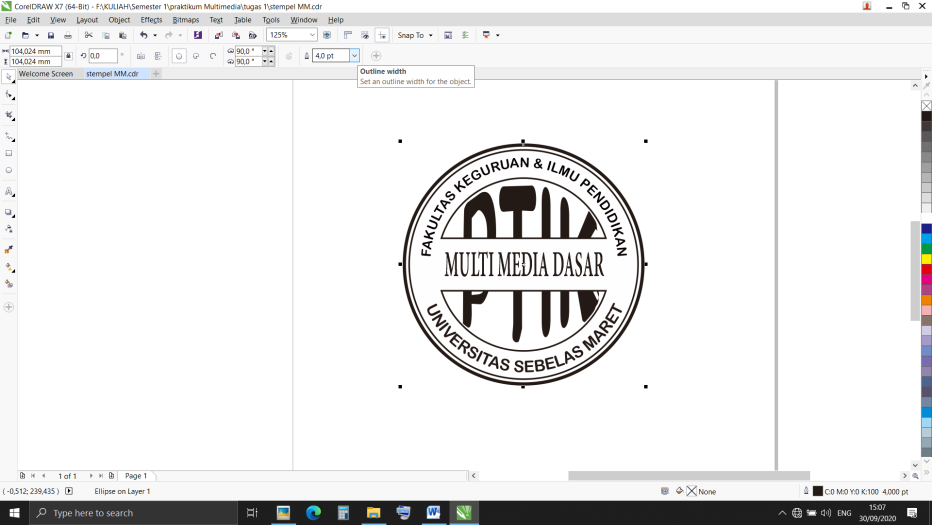 CorelDRAW X7 (64-Bit) - F:\KULIAH\Semester 1\praktikum Multimedia\tugas 1\stempel MM.cdr
File Edit View Layout Object Effects Bitmaps Text Table Tools Window Help
125% Snap To
104,024 mm 0,0 ° 90,0 ° 4,0 pt
104,024 mm 90,0 °
Outline width
Set an outline width for the object.
Welcome Screen stempel MM.cdr
FAKULTAS KEGURUAN & ILMU PENDIDIKAN
PTIK
MULTI MEDIA DASAR
UNIVERSITAS SEBELAS MARET
1 of 1 Page 1
( -0,512; 239,435 ) Ellipse on Layer 1 None C:0 M:0 Y:0 K:100 4,000 pt
Type here to search
15:07
30/09/2020